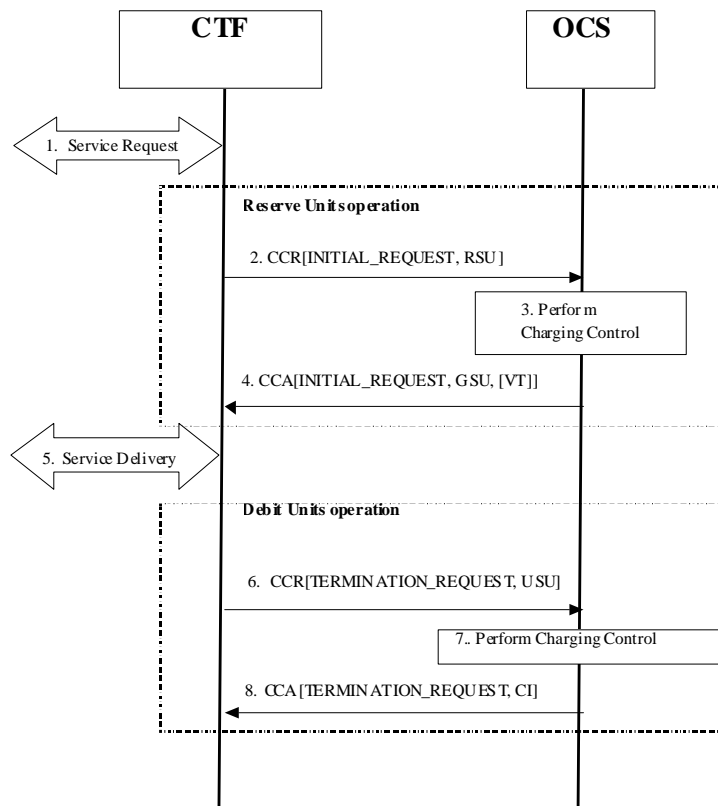 CTF
OCS
1. Service Request
Reserve Units operation
2. CCR[INITIAL_REQUEST, RSU]
3. Perform
Charging Control
4. CCA[INITIAL_REQUEST, GSU, [VT]]
5. Service Delivery
Debit Units operation
6. CCR[TERMINATION_REQUEST, USU]
7.. Perform Charging Control
8. CCA [TERMINATION_REQUEST, CI]